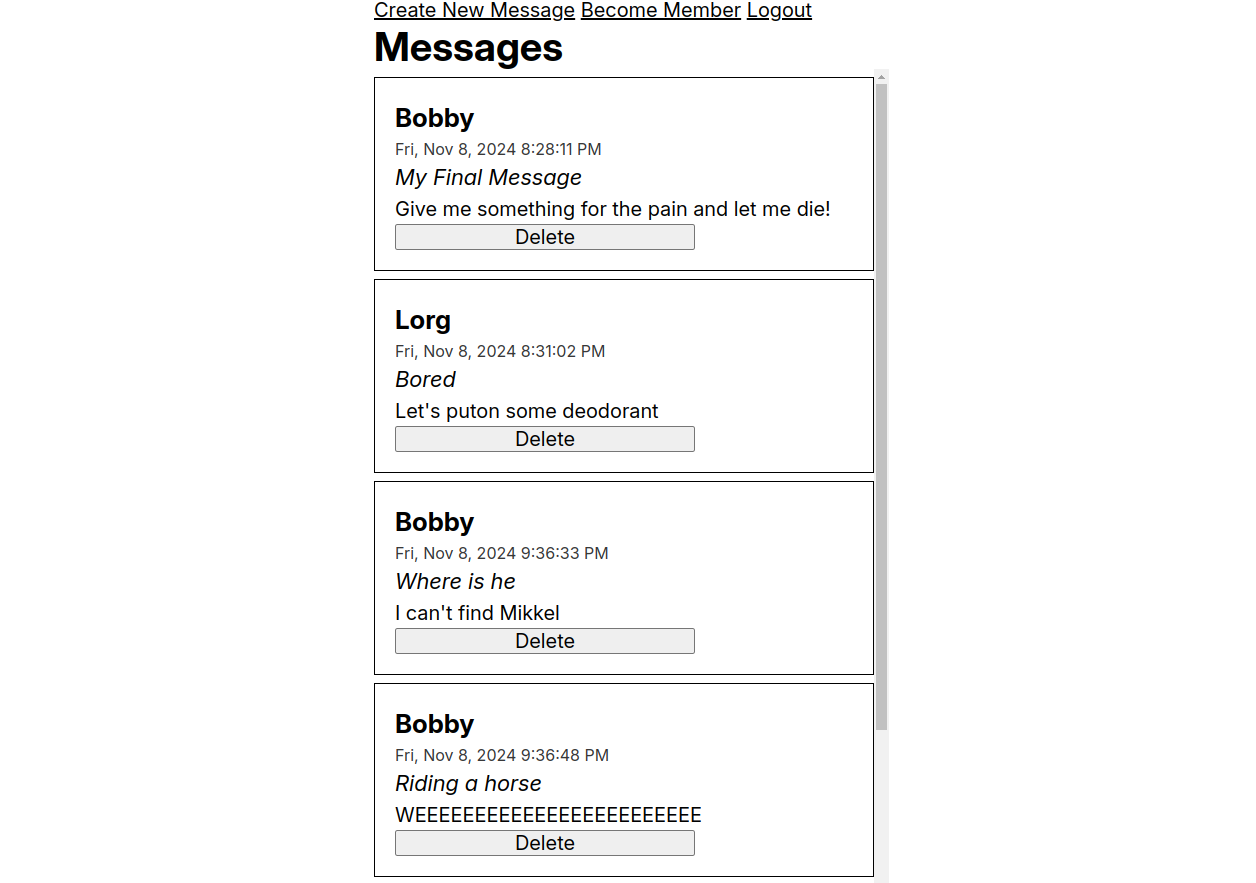 Create New Message Become Member Logout
Messages
Bobby
Fri, Nov 8, 2024 8:28:11 PM
My Final Message
Give me something for the pain and let me die!
Delete
Lorg
Fri, Nov 8, 2024 8:31:02 PM
Bored
Let's puton some deodorant
Delete
Bobby
Fri, Nov 8, 2024 9:36:33 PM
Where is he
I can't find Mikkel
Delete
Bobby
Fri, Nov 8, 2024 9:36:48 PM
Riding a horse
WEEEEEEEEEEEEEEEEEEEEEEEE
Delete